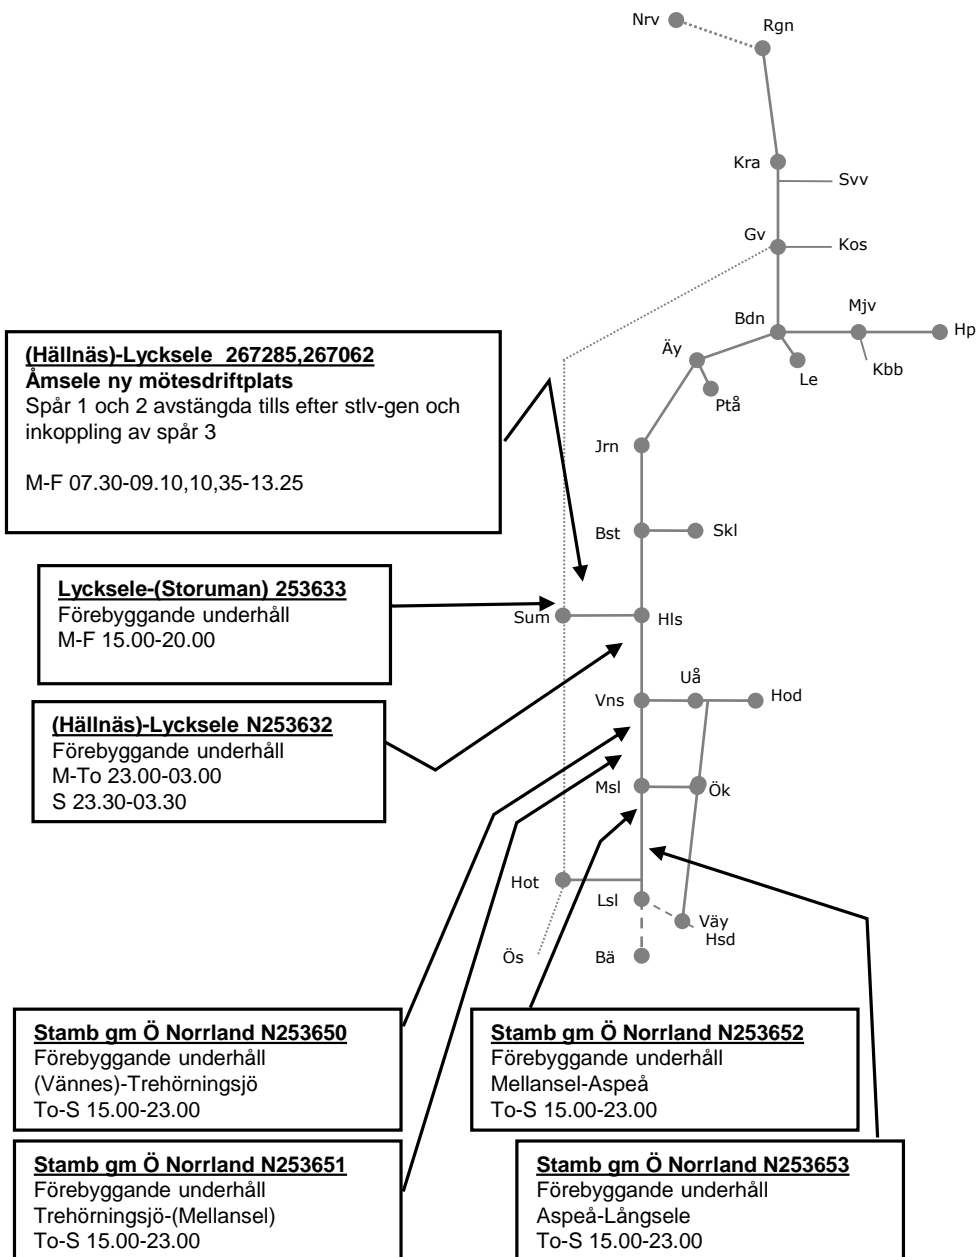 Nrv
Rgn
Kra
Svv
Gv
Kos
Bdn
Mjv
Hp
Äy
Le
Kbb
Ptå
Jrn
(Hällnäs)-Lycksele 267285,267062
Åmsele ny mötesdriftplats
Spår 1 och 2 avstängda tills efter stlv-gen och
inkoppling av spår 3
M-F 07.30-09.10,10,35-13.25
Bst
Skl
Lycksele-(Storuman) 253633
Förebyggande underhåll
M-F 15.00-20.00
Sum
Hls
(Hällnäs)-Lycksele N253632
Förebyggande underhåll
M-To 23.00-03.00
S 23.30-03.30
Uå
Vns
Hod
Msl
Ök
Hot
Lsl
Väy
Hsd
Ös
Bä
Stamb gm Ö Norrland N253650
Förebyggande underhåll
(Vännes)-Trehörningsjö
To-S 15.00-23.00
Stamb gm Ö Norrland N253652
Förebyggande underhåll
Mellansel-Aspeå
To-S 15.00-23.00
Stamb gm Ö Norrland N253651
Förebyggande underhåll
Trehörningsjö-(Mellansel)
To-S 15.00-23.00
Stamb gm Ö Norrland N253653
Förebyggande underhåll
Aspeå-Långsele
To-S 15.00-23.00